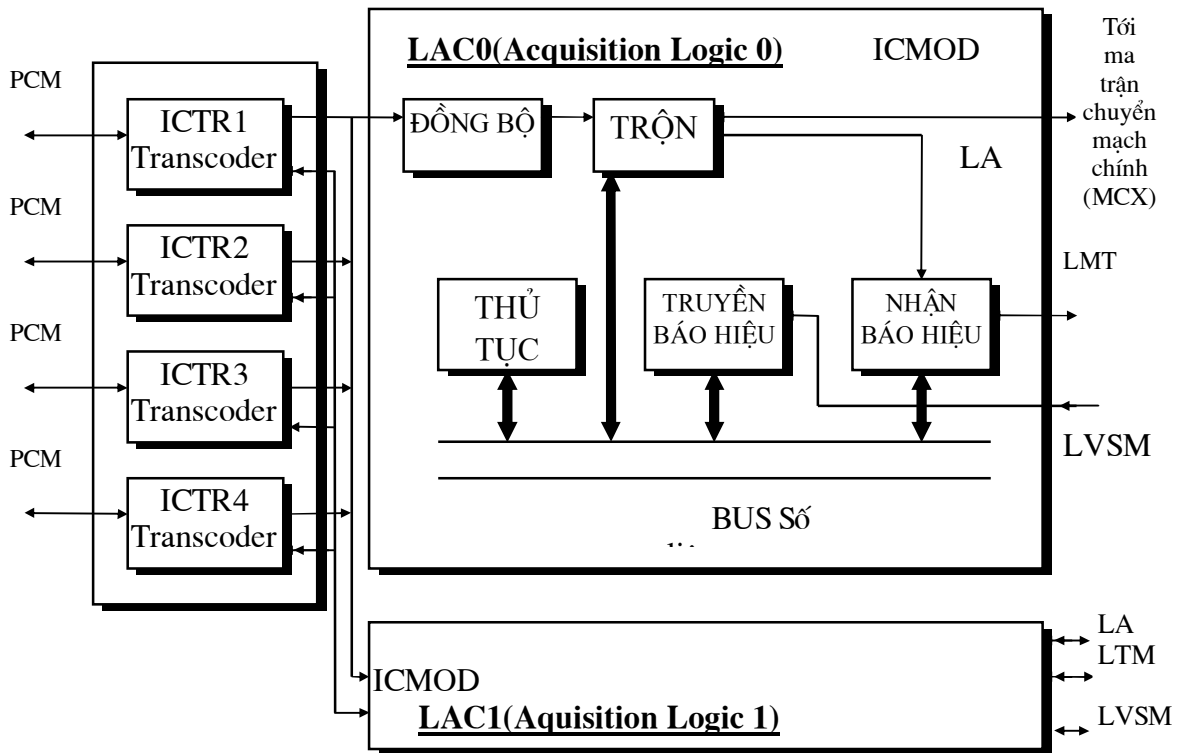 PCM
ICTR1
Transcoder
PCM
ICTR2
Transcoder
PCM
ICTR3
Transcoder
PCM
ICTR4
Transcoder
LAC0(Acquisition Logic 0)
ICMOD
ĐỒNG BỘ
TRỘN
LA
THỦ
TỤC
TRUYỀN
BÁO HIỆU
NHẬN
BÁO HIỆU
BUS Số
Tới
ma
trận
chuyển
mạch
chính
(MCX)
LMT
LVSM
ICMOD
LAC1(Aquisition Logic 1)
LA
LTM
LVSM